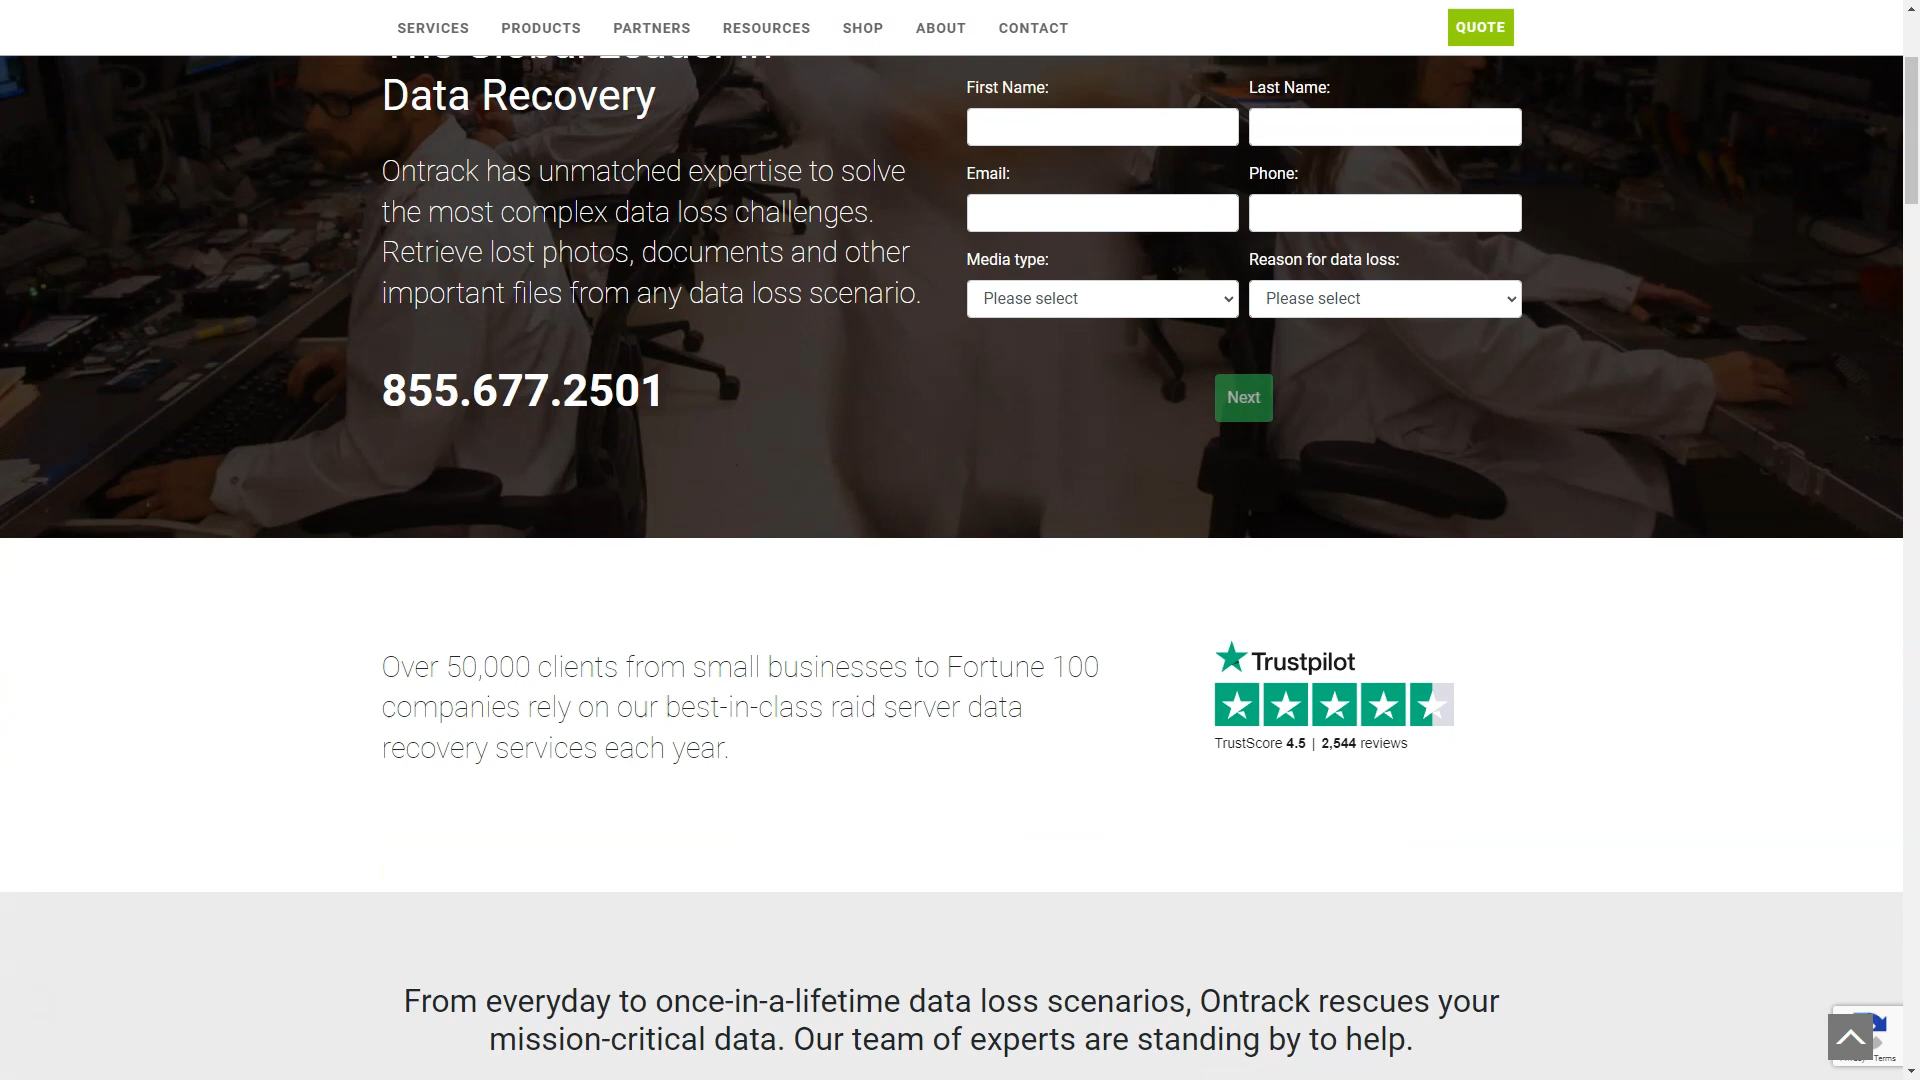 SERVICES PRODUCTS PARTNERS RESOURCES SHOP ABOUT CONTACT QUOTE
The Global Leader in
Data Recovery
Ontrack has unmatched expertise to solve
the most complex data loss challenges.
Retrieve lost photos, documents and other
important files from any data loss scenario.
855.677.2501
First Name: Last Name:
Email: Phone:
Media type: Reason for data loss:
Please select Please select
Next
Over 50,000 clients from small businesses to Fortune 100
companies rely on our best-in-class raid server data
recovery services each year.
Trustpilot
TrustScore 4.5 | 2,544 reviews
From everyday to once-in-a-lifetime data loss scenarios, Ontrack rescues your
mission-critical data. Our team of experts are standing by to help.
Terms